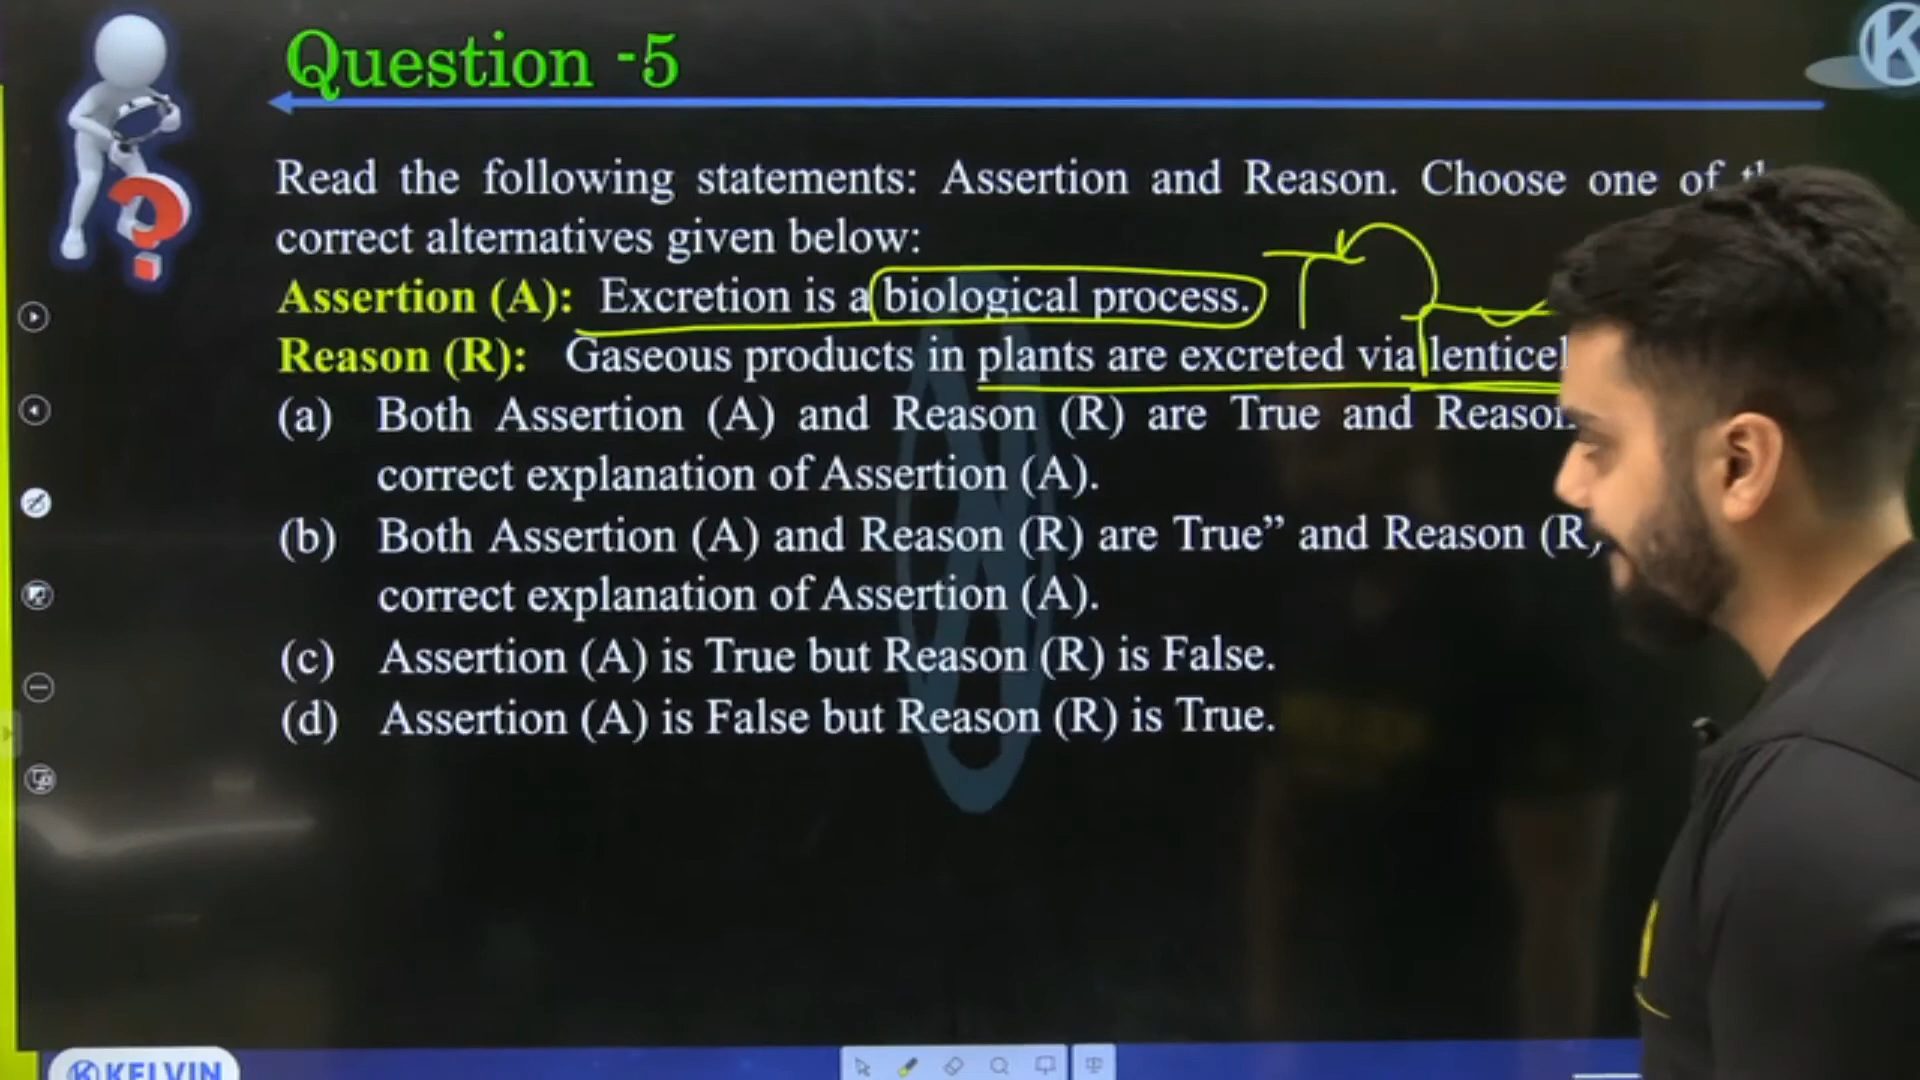 Question -5
Read the following statements: Assertion and Reason. Choose one of
correct alternatives given below:
Assertion (A): Excretion is a biological process. T
Reason (R): Gaseous products in plants are excreted via lenticel
(a) Both Assertion (A) and Reason (R) are True and Reason
correct explanation of Assertion (A).
(b) Both Assertion (A) and Reason (R) are True” and Reason (R)
correct explanation of Assertion (A).
(c) Assertion (A) is True but Reason (R) is False.
(d) Assertion (A) is False but Reason (R) is True.
KELVIN